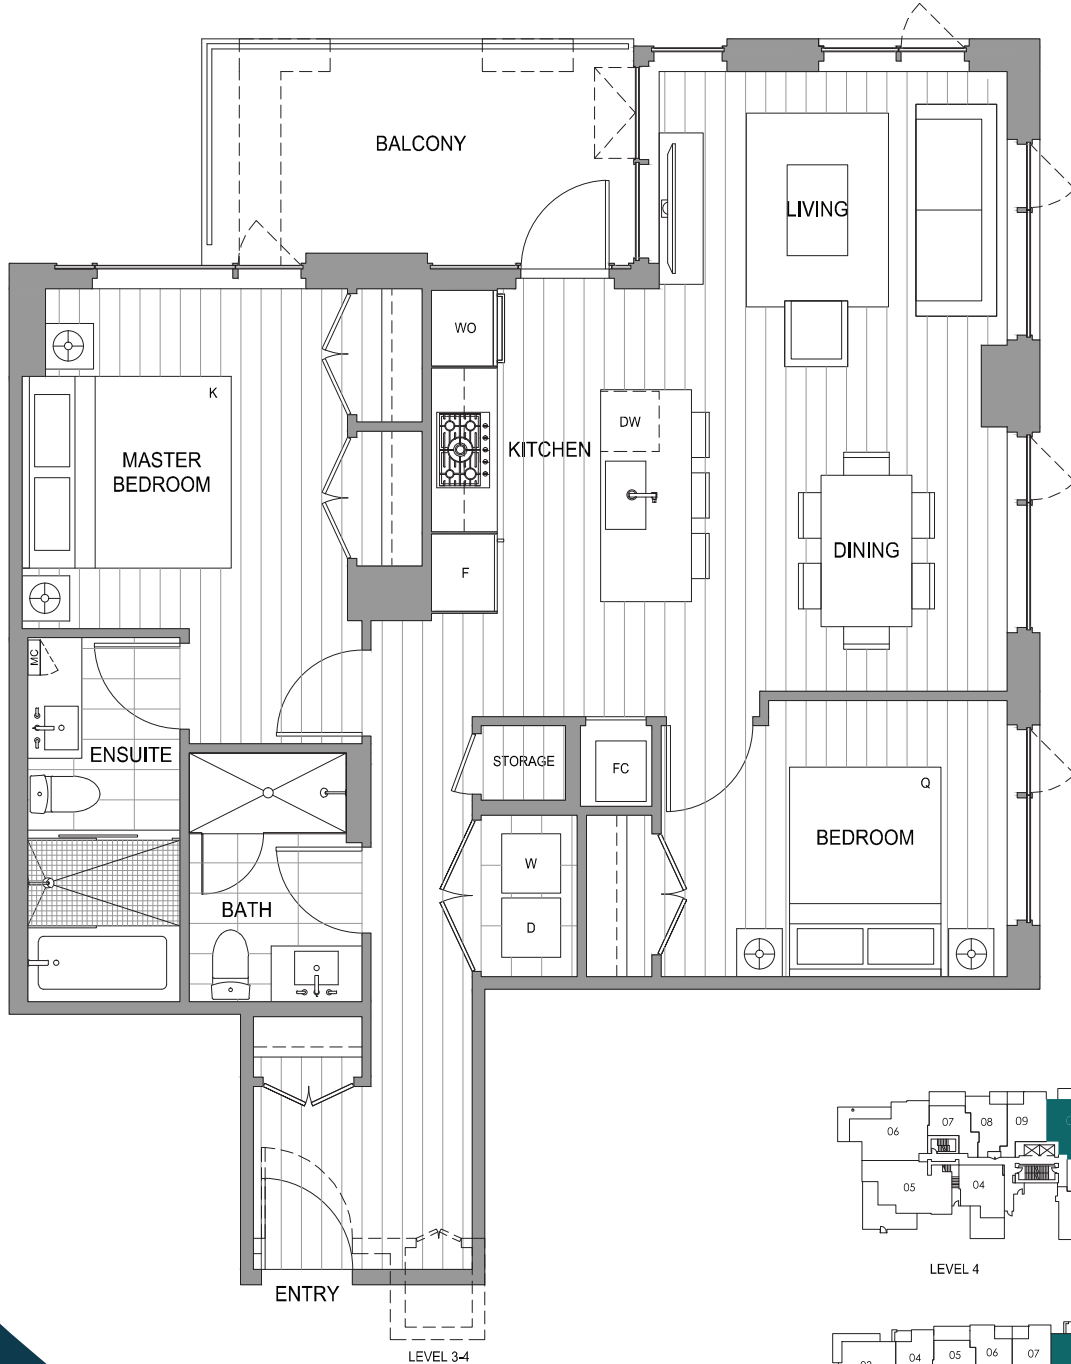 BALCONY
LIVING
WO
K
DW
MASTER
BEDROOM
KITCHEN
DINING
F
MC
ENSUITE
STORAGE
FC
Q
BEDROOM
W
BATH
D
ENTRY
LEVEL 3-4
06
07
08
09
05
04
LEVEL 4
04
05
06
07